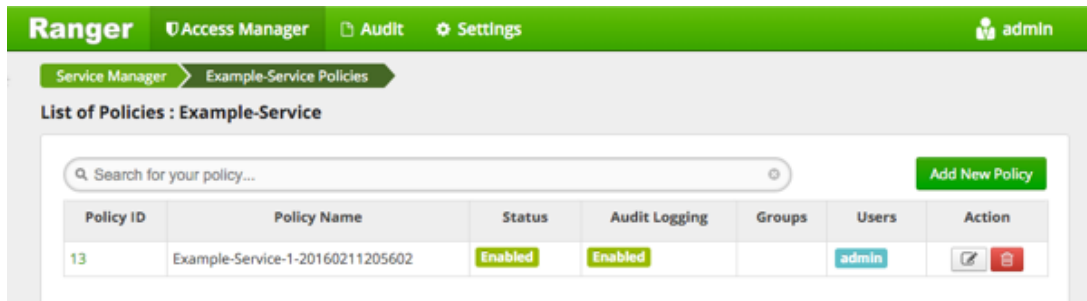 Ranger Access Manager Audit Settings admin
Service Manager Example-Service Policies
List of Policies : Example-Service
Search for your policy... Add New Policy
Policy ID Policy Name Status Audit Logging Groups Users Action
13 Example-Service-1-20160211205602 Enabled Enabled admin